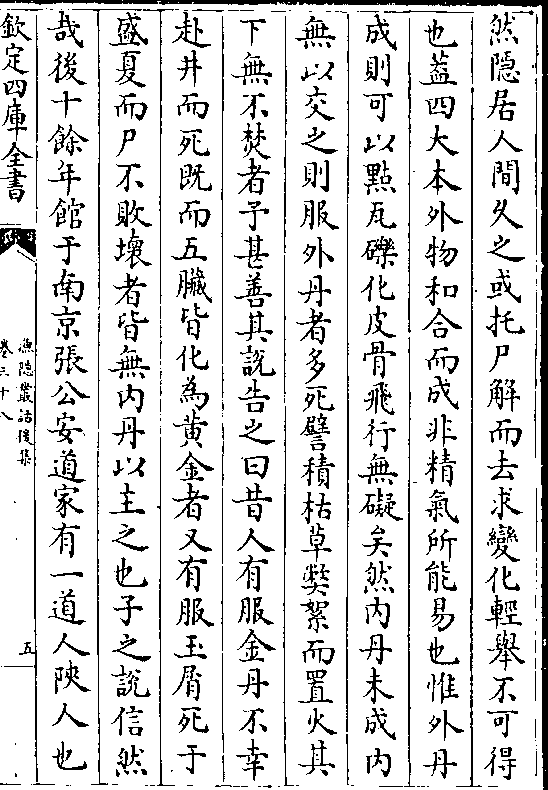 然隠居人間久之或托尸解而去求變化輕舉不可得
也蓋四大本外物和合而成非精氣所能易也惟外丹
成則可以㸃瓦礫化皮骨飛行無礙矣然内丹未成内
無以交之則服外丹者多死譬積枯草弊絮而置火其
下無不焚者予甚善其說告之曰昔人有服金丹不幸
赴井而死既而五臟皆化為黄金者又有服玉屑死于
盛夏而尸不敗壞者皆無内丹以主之也子之說信然
哉後十餘年館于南京張公安道家有一道人陝人也
欽定四庫全書
漁隠叢話後集
卷三十八
五